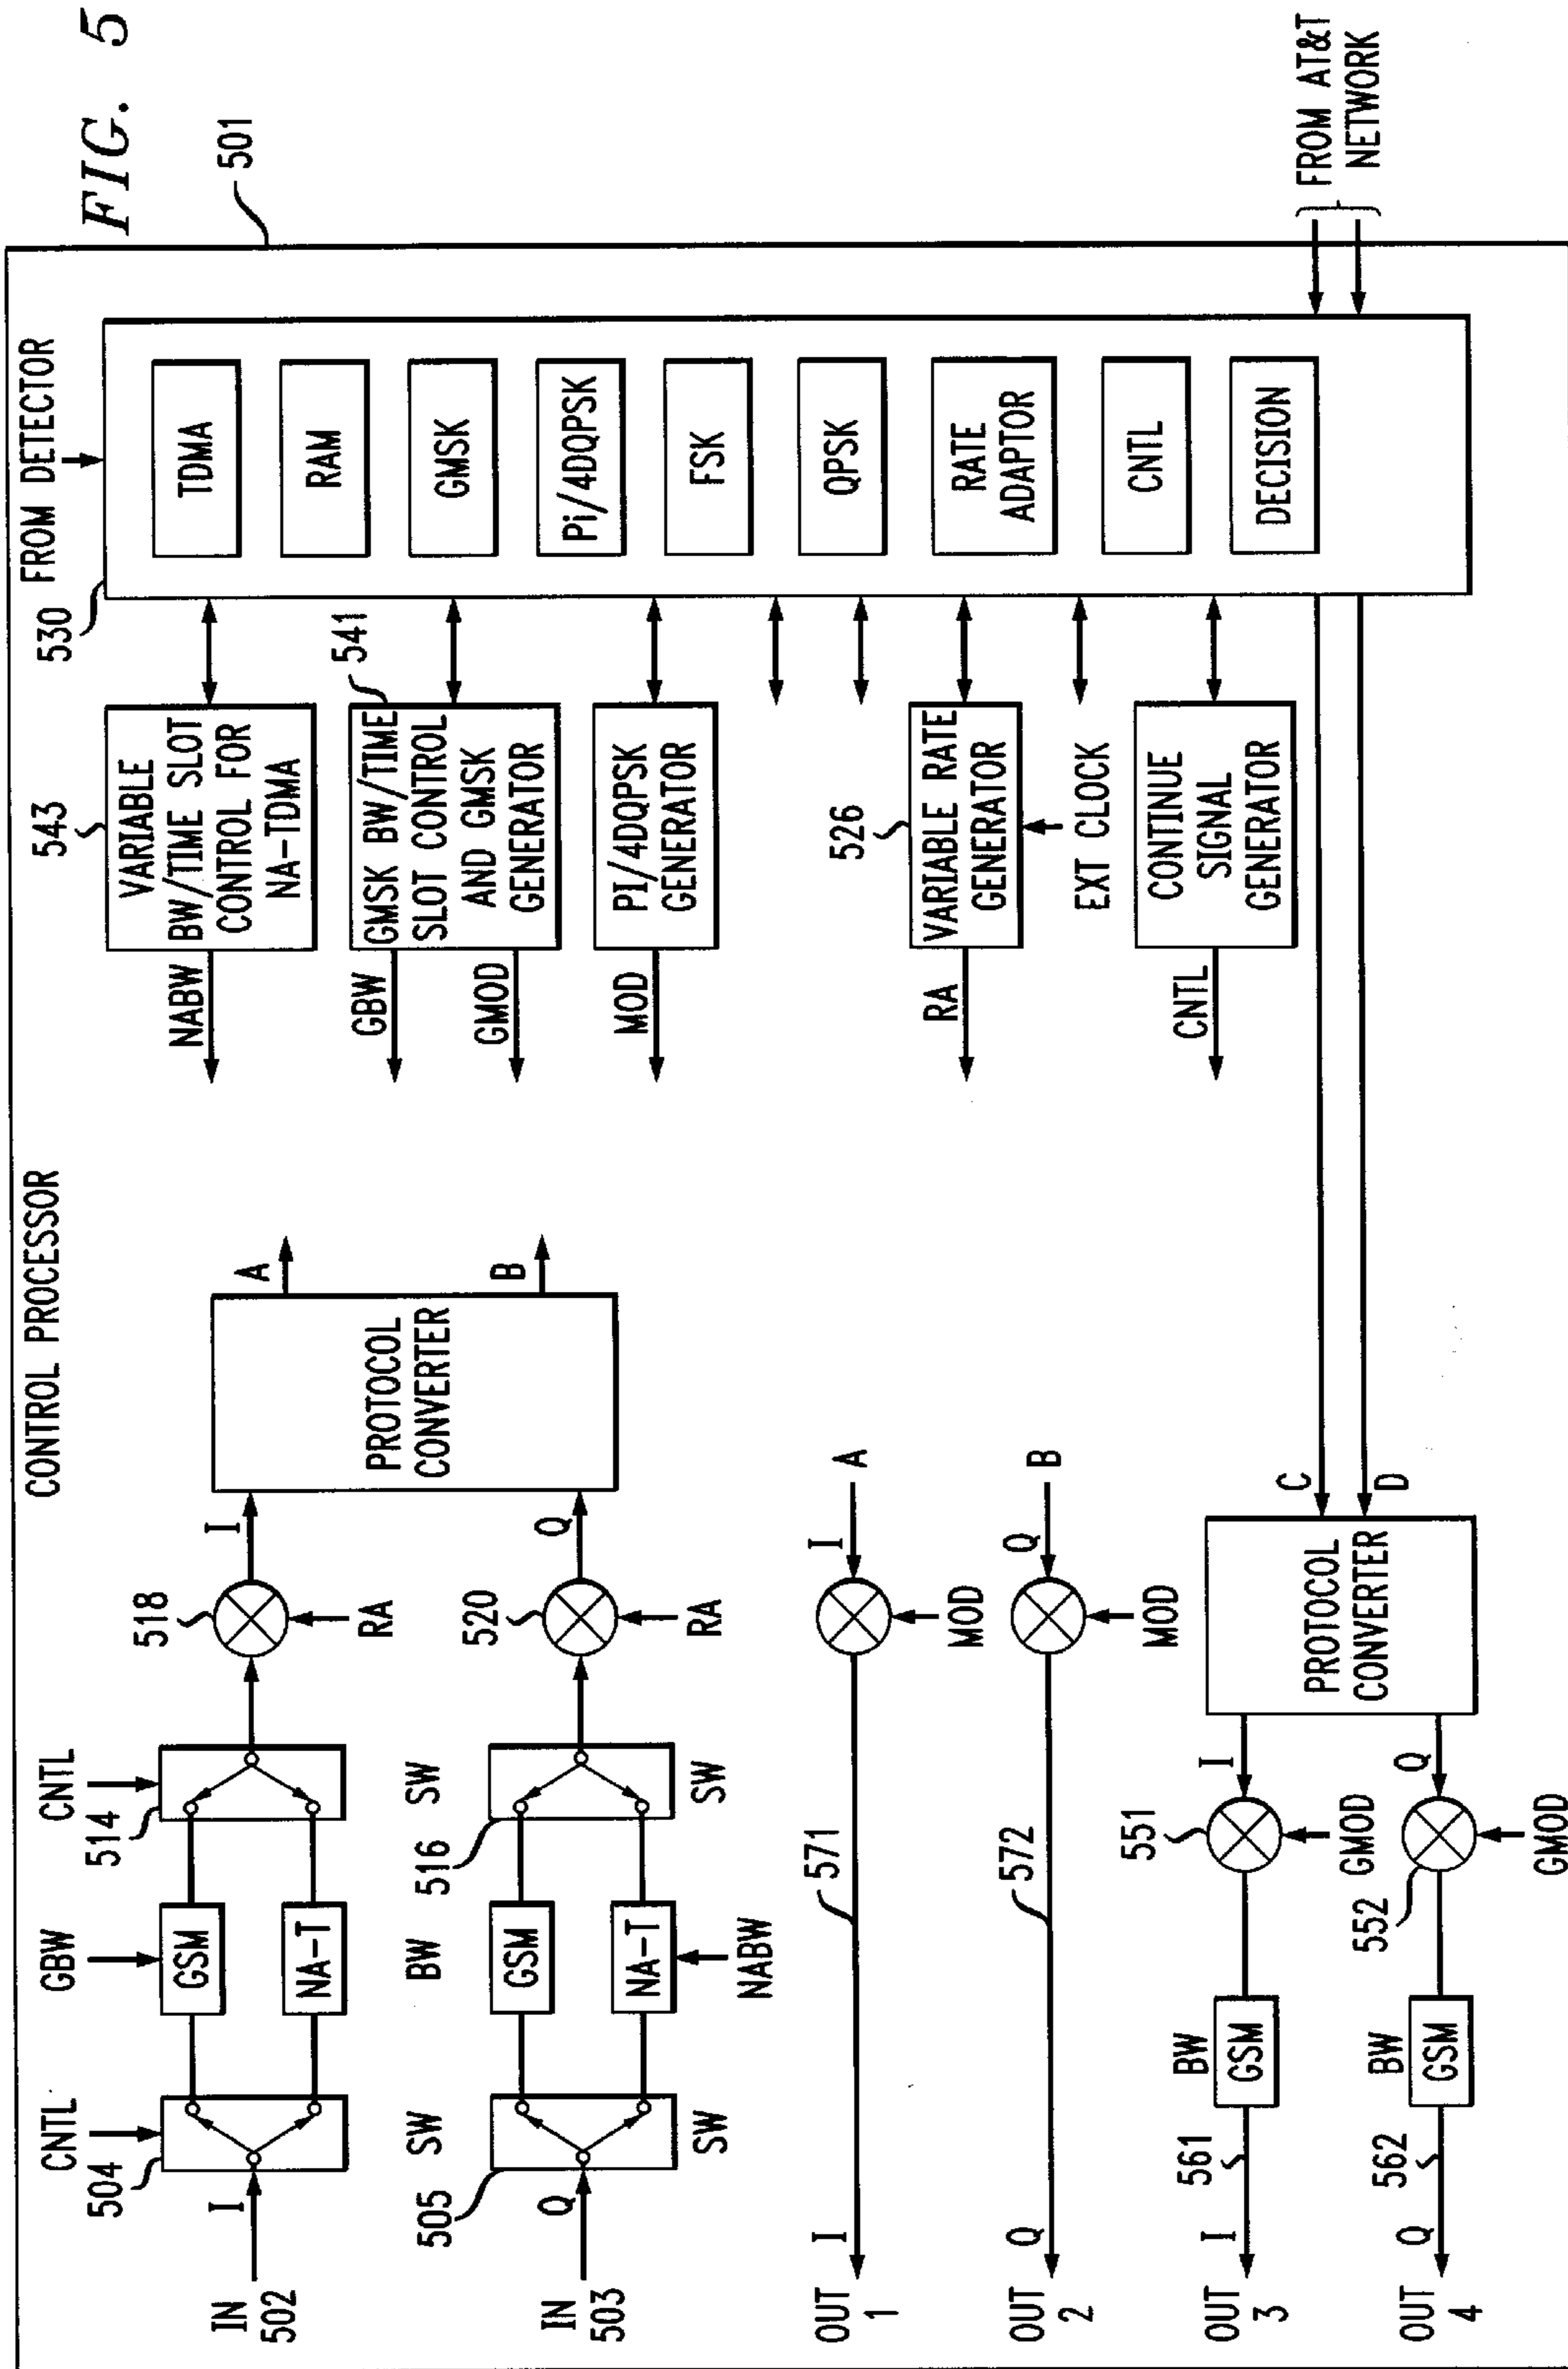 FIG. 5
CONTROL PROCESSOR
501
FROM DETECTOR
530
TDMA
RAM
GMSK
Pi/4DQPSK
FSK
QPSK
RATE
ADAPTOR
CNTL
DECISION
FROM AT&T
NETWORK
543
VARIABLE
BW/TIME SLOT
CONTROL FOR
NA-TDMA
NABW
541
GMSK BW/TIME
SLOT CONTROL
AND GMSK
GENERATOR
GBW
GMOD
PI/4DQPSK
GENERATOR
MOD
526
VARIABLE RATE
GENERATOR
RA
EXT CLOCK
CONTINUE
SIGNAL
GENERATOR
CNTL
IN
502
I
504
CNTL
GBW
GSM
NA-T
CNTL
514
518
RA
I
PROTOCOL
CONVERTER
A
B
IN
503
Q
505
SW
SW
BW
GSM
NA-T
NABW
SW
SW
516
520
RA
Q
OUT
1
I
571
MOD
I
A
OUT
2
Q
572
MOD
Q
B
OUT
3
I
561
BW
GSM
551
GMOD
I
PROTOCOL
CONVERTER
C
D
OUT
4
Q
562
BW
GSM
552
GMOD
Q